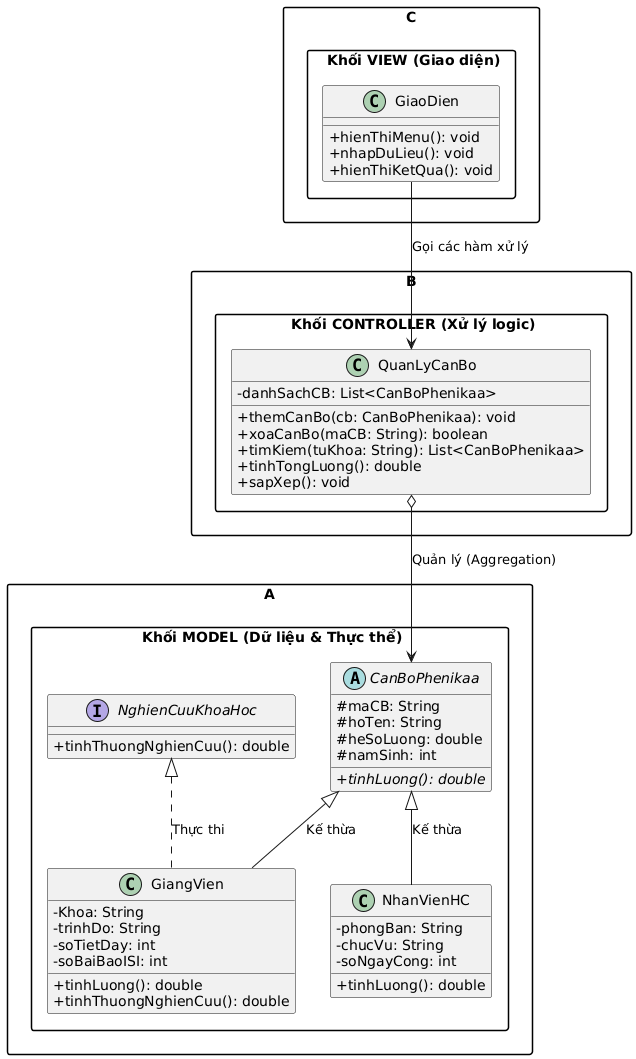 C
Khối VIEW (Giao diện)
C GiaoDien
+hienThiMenu(): void
+nhapDuLieu(): void
+hienThiKetQua(): void
Gọi các hàm xử lý
B
Khối CONTROLLER (Xử lý logic)
C QuanLyCanBo
-danhSachCB: List<CanBoPhenikaa>
+themCanBo(cb: CanBoPhenikaa): void
+xoaCanBo(maCB: String): boolean
+timKiem(tuKhoa: String): List<CanBoPhenikaa>
+tinhTongLuong(): double
+sapXep(): void
Quản lý (Aggregation)
A
Khối MODEL (Dữ liệu & Thực thể)
I NghienCuuKhoaHoc
+tinhThuongNghienCuu(): double
A CanBoPhenikaa
#maCB: String
#hoTen: String
#heSoLuong: double
#namSinh: int
+tinhLuong(): double
Thực thi
Kế thừa
Kế thừa
C GiangVien
-Khoa: String
-trinhDo: String
-soTietDay: int
-soBaiBaoISI: int
+tinhLuong(): double
+tinhThuongNghienCuu(): double
C NhanVienHC
-phongBan: String
-chucVu: String
-soNgayCong: int
+tinhLuong(): double